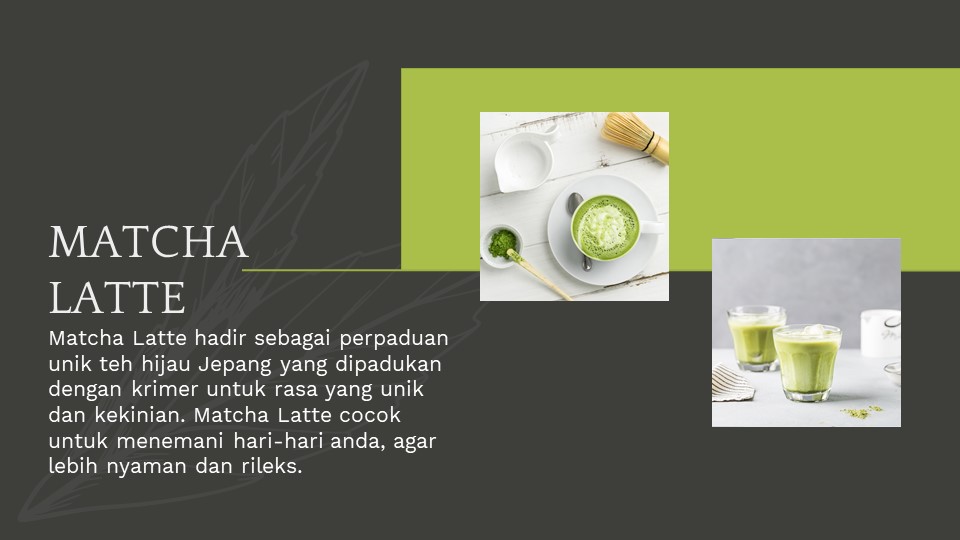 MATCHA
LATTE
Matcha Latte hadir sebagai perpaduan
unik teh hijau Jepang yang dipadukan
dengan krimer untuk rasa yang unik
dan kekinian. Matcha Latte cocok
untuk menemani hari-hari anda, agar
lebih nyaman dan rileks.